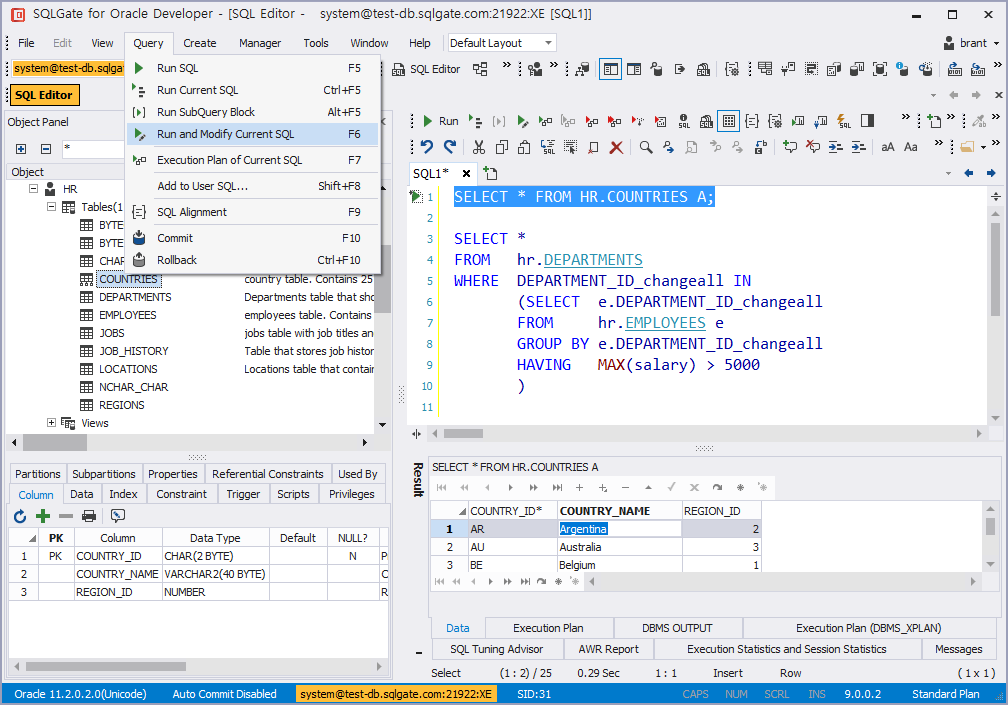 SQLGate for Oracle Developer - [SQL Editor - system@test-db.sqlgate.com:21922:XE [SQL1*]]
File Edit View Query Create Manager Tools Window Help Default Layout brant
system@test-db.sqlga SQL Editor
SQL Editor
Run SQL F5
Run Current SQL Ctrl+F5
Run SubQuery Block Alt+F5
Run and Modify Current SQL F6
Execution Plan of Current SQL F7
Add to User SQL... Shift+F8
SQL Alignment F9
Commit F10
Rollback Ctrl+F10
Object Panel
*
Object
HR
Tables(1
BYTE
BYTE
CHAR
COUNTRIES country table. Contains 25
DEPARTMENTS Departments table that sho
EMPLOYEES employees table. Contains
JOBS jobs table with job titles and
JOB_HISTORY Table that stores job histor
LOCATIONS Locations table that contain
NCHAR_CHAR
REGIONS
Views
Partitions Subpartitions Properties Referential Constraints Used By
Column Data Index Constraint Trigger Scripts Privileges
PK Column Data Type Default NULL?
1 PK COUNTRY_ID CHAR(2 BYTE) N P
2 COUNTRY_NAME VARCHAR2(40 BYTE) C
3 REGION_ID NUMBER R
Run
aA Aa
SQL1*
1 SELECT * FROM HR.COUNTRIES A;
2
3 SELECT *
4 FROM hr.DEPARTMENTS
5 WHERE DEPARTMENT_ID_changeall IN
6 (SELECT e.DEPARTMENT_ID_changeall
7 FROM hr.EMPLOYEES e
8 GROUP BY e.DEPARTMENT_ID_changeall
9 HAVING MAX(salary) > 5000
10 )
11
Result
SELECT * FROM HR.COUNTRIES A
COUNTRY_ID* COUNTRY_NAME REGION_ID
1 AR Argentina 2
2 AU Australia 3
3 BE Belgium 1
Data Execution Plan DBMS OUTPUT Execution Plan (DBMS_XPLAN)
SQL Tuning Advisor AWR Report Execution Statistics and Session Statistics Messages
Select (1 : 2) / 25 0.29 Sec 1 : 1 Insert Row ( 1 x 1 )
Oracle 11.2.0.2.0(Unicode) Auto Commit Disabled system@test-db.sqlgate.com:21922:XE SID:31 CAPS NUM SCRL INS 9.0.0.2 Standard Plan